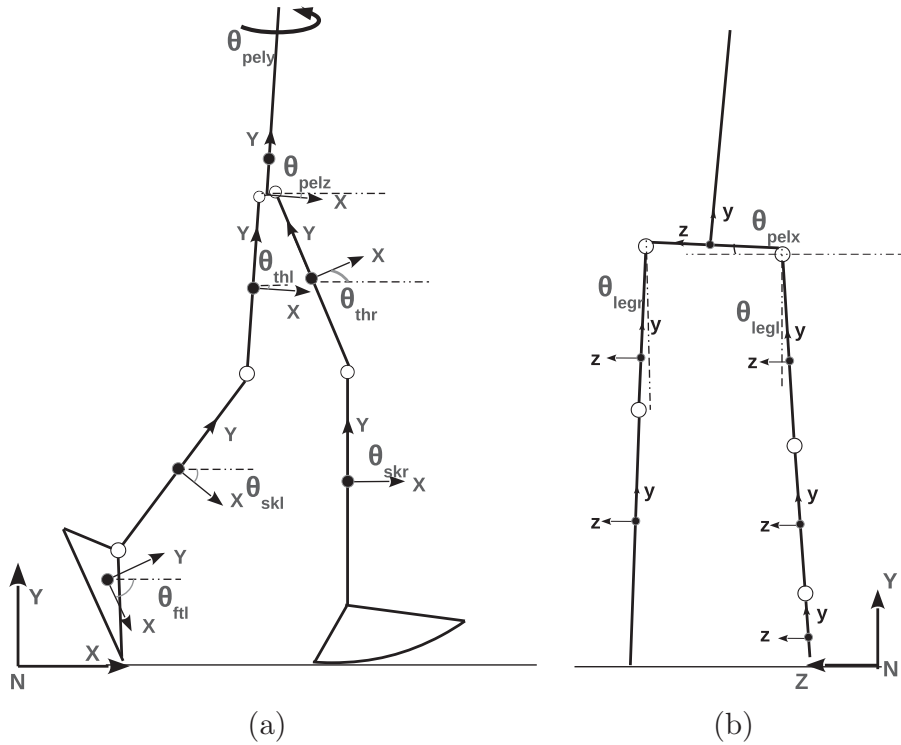 θpely
Y
θpelz
X
Y
Y
X
θthl
θthr
X
Y
Y
θskr
X
θskl
X
Y
θftl
X
Y
X
N
(a)
y
z
θpelx
θlegr
y
θlegl
y
z
z
y
y
z
z
y
z
Y
N
Z
(b)